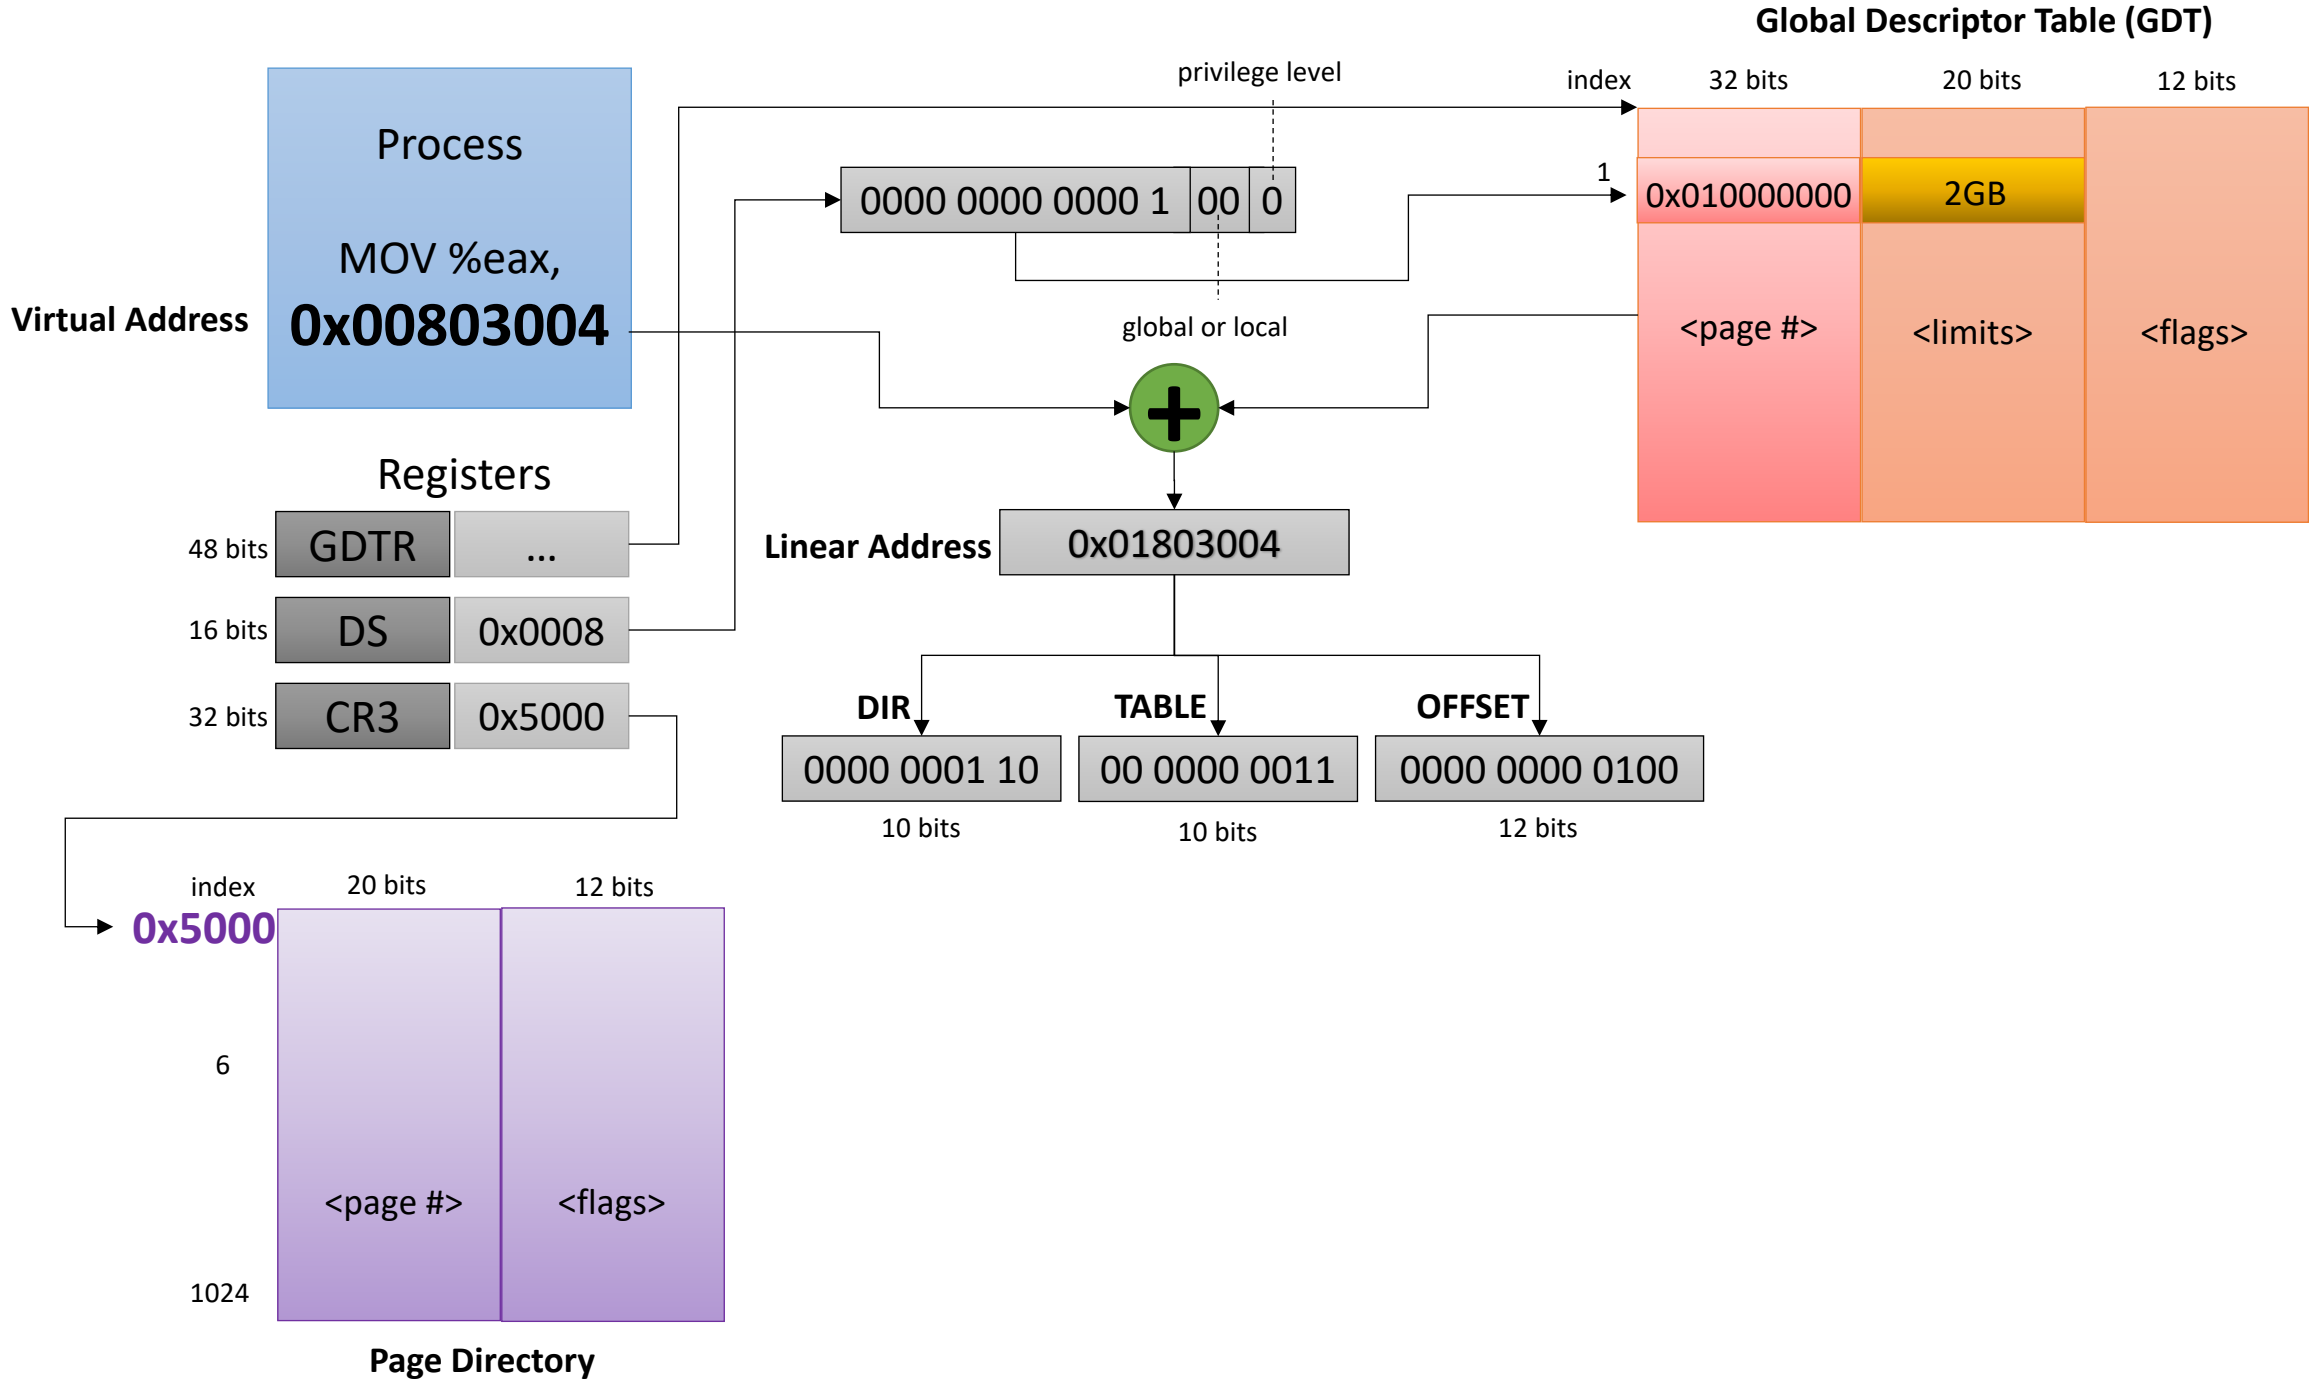 Global Descriptor Table (GDT)
privilege level
index
32 bits
20 bits
12 bits
Process
MOV %eax,
0x00803004
Virtual Address
0000 0000 0000 1
00
0
global or local
1
0x010000000
2GB
<page #>
<limits>
<flags>
+
Registers
48 bits
GDTR
...
16 bits
DS
0x0008
32 bits
CR3
0x5000
Linear Address
0x01803004
DIR
TABLE
OFFSET
0000 0001 10
00 0000 0011
0000 0000 0100
10 bits
10 bits
12 bits
index
20 bits
12 bits
0x5000
6
<page #>
<flags>
1024
Page Directory